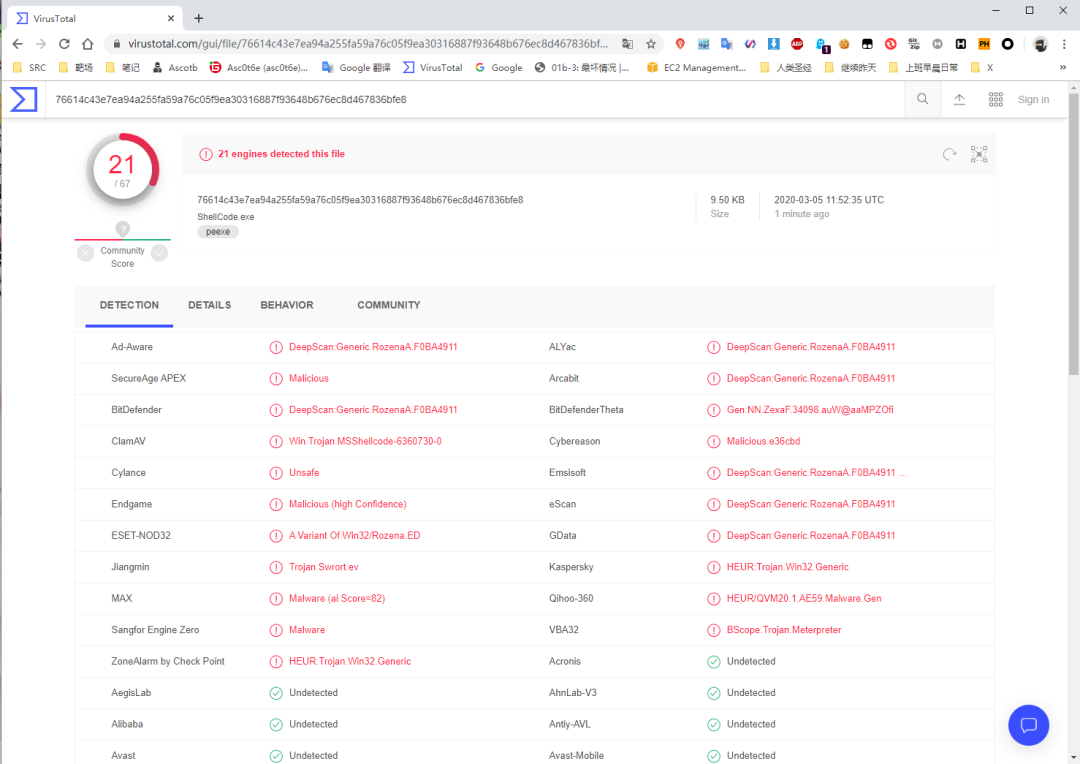 VirusTotal
virustotal.com/gui/file/76614c43e7ea94a255fa59a76c05f9ea30316887f93648b676ec8d467836bf...
SRC 靶场 笔记 Ascotb Asc0t6e (asc0t6e)... Google 翻译 VirusTotal Google 01b-3: 最坏情况 |... EC2 Management... 人类圣经 继续昨天 上班早晨日常 X »
76614c43e7ea94a255fa59a76c05f9ea30316887f93648b676ec8d467836bfe8 Sign in
21
/ 67
21 engines detected this file
76614c43e7ea94a255fa59a76c05f9ea30316887f93648b676ec8d467836bfe8 9.50 KB 2020-03-05 11:52:35 UTC
ShellCode.exe Size 1 minute ago
peexe
?
Community
Score
DETECTION DETAILS BEHAVIOR COMMUNITY
Ad-Aware DeepScan:Generic.RozenaA.F0BA4911 ALYac DeepScan:Generic.RozenaA.F0BA4911
SecureAge APEX Malicious Arcabit DeepScan:Generic.RozenaA.F0BA4911
BitDefender DeepScan:Generic.RozenaA.F0BA4911 BitDefenderTheta Gen:NN.ZexaF.34098.auW@aaMPZOfi
ClamAV Win.Trojan.MSShellcode-6360730-0 Cybereason Malicious.e36cbd
Cylance Unsafe Emsisoft DeepScan:Generic.RozenaA.F0BA4911 ...
Endgame Malicious (high Confidence) eScan DeepScan:Generic.RozenaA.F0BA4911
ESET-NOD32 A Variant Of Win32/Rozena.ED GData DeepScan:Generic.RozenaA.F0BA4911
Jiangmin Trojan.Swrort.ev Kaspersky HEUR:Trojan.Win32.Generic
MAX Malware (ai Score=82) Qihoo-360 HEUR/QVM20.1.AE59.Malware.Gen
Sangfor Engine Zero Malware VBA32 BScope.Trojan.Meterpreter
ZoneAlarm by Check Point HEUR:Trojan.Win32.Generic Acronis Undetected
AegisLab Undetected AhnLab-V3 Undetected
Alibaba Undetected Antiy-AVL Undetected
Avast Undetected Avast-Mobile Undetected